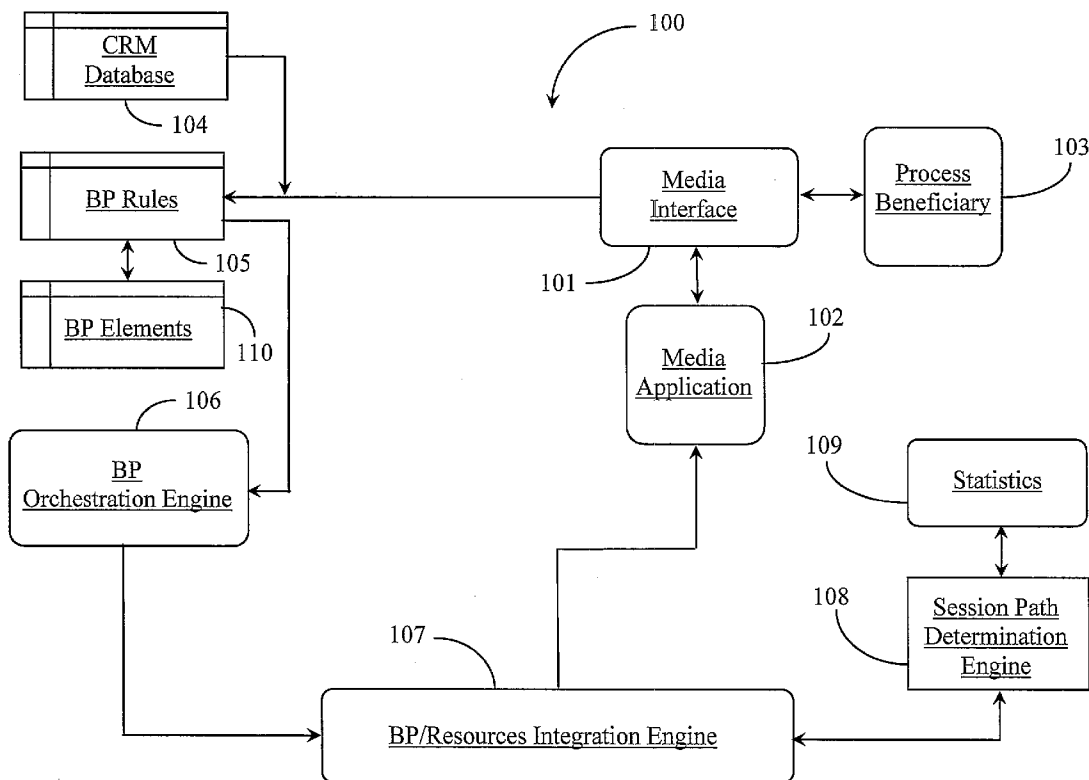 CRM
Database
104
100
BP Rules
105
Media
Interface
101
Process
Beneficiary
103
BP Elements
110
Media
Application
102
106
BP
Orchestration Engine
109
Statistics
108
Session Path
Determination
Engine
107
BP/Resources Integration Engine